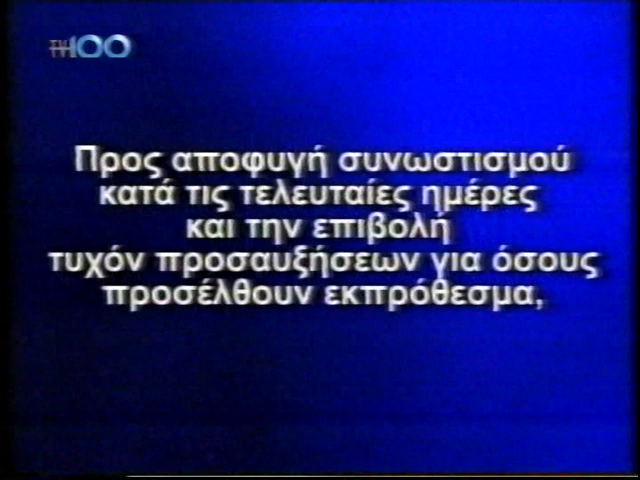 TV100
Προς αποφυγή συνωστισμού
κατά τις τελευταίες ημέρες
και την επιβολή
τυχόν προσαυξήσεων για όσους
προσέλθουν εκπρόθεσμα,